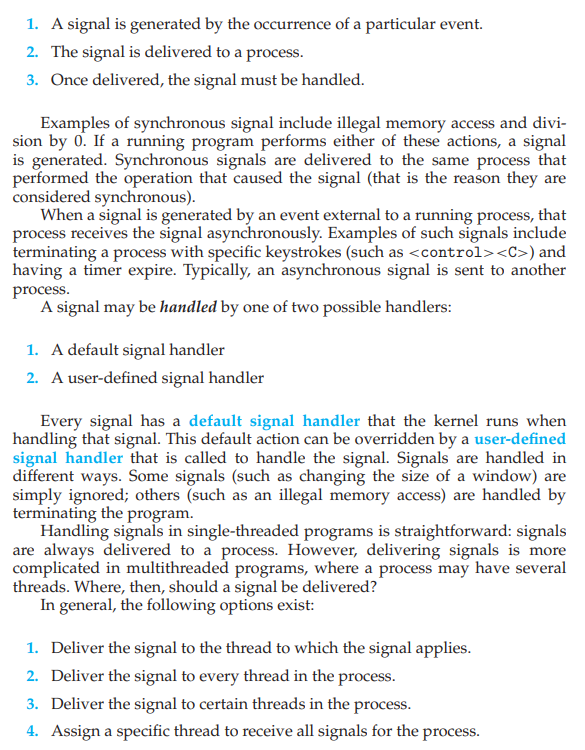 1. A signal is generated by the occurrence of a particular event.
2. The signal is delivered to a process.
3. Once delivered, the signal must be handled.
Examples of synchronous signal include illegal memory access and divi-
sion by 0. If a running program performs either of these actions, a signal
is generated. Synchronous signals are delivered to the same process that
performed the operation that caused the signal (that is the reason they are
considered synchronous).
When a signal is generated by an event external to a running process, that
process receives the signal asynchronously. Examples of such signals include
terminating a process with specific keystrokes (such as <control><C>) and
having a timer expire. Typically, an asynchronous signal is sent to another
process.
A signal may be handled by one of two possible handlers:
1. A default signal handler
2. A user-defined signal handler
Every signal has a default signal handler that the kernel runs when
handling that signal. This default action can be overridden by a user-defined
signal handler that is called to handle the signal. Signals are handled in
different ways. Some signals (such as changing the size of a window) are
simply ignored; others (such as an illegal memory access) are handled by
terminating the program.
Handling signals in single-threaded programs is straightforward: signals
are always delivered to a process. However, delivering signals is more
complicated in multithreaded programs, where a process may have several
threads. Where, then, should a signal be delivered?
In general, the following options exist:
1. Deliver the signal to the thread to which the signal applies.
2. Deliver the signal to every thread in the process.
3. Deliver the signal to certain threads in the process.
4. Assign a specific thread to receive all signals for the process.